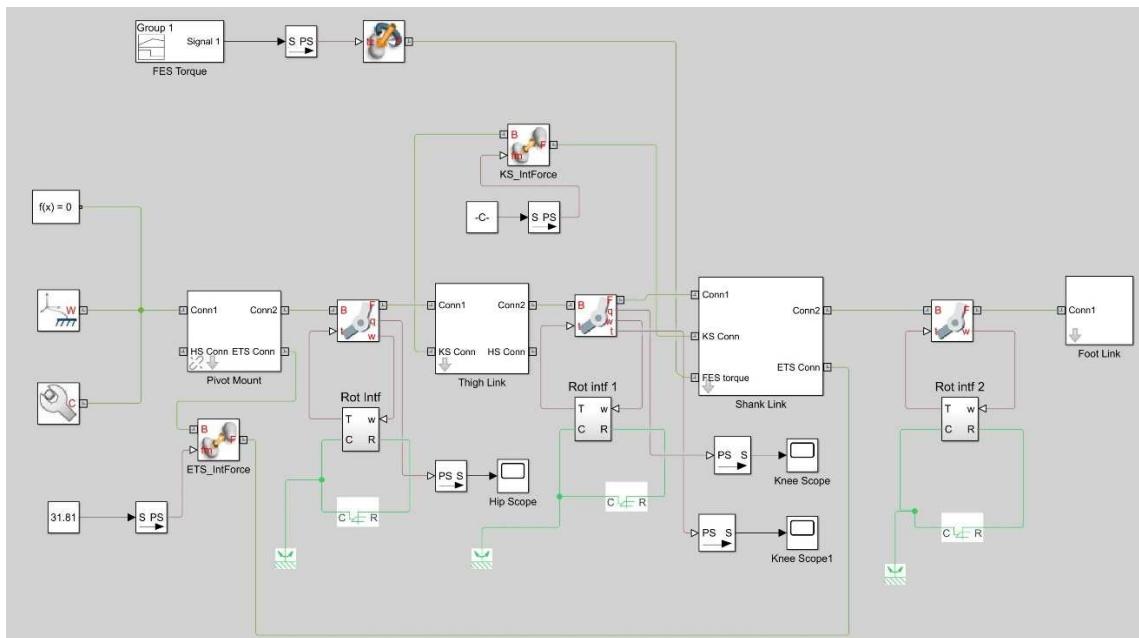 Group 1
Signal 1
FES Torque
S PS
B
F
fm
KS_IntForce
-C-
S PS
f(x) = 0
W
C
Conn1
Conn2
HS Conn
ETS Conn
Pivot Mount
B
F
q
w
t
Conn1
Conn2
KS Conn
HS Conn
Thigh Link
B
F
q
w
t
Conn1
Conn2
KS Conn
ETS Conn
FES torque
Shank Link
B
F
w
t
Conn1
Foot Link
Rot Intf
T
w
C
R
Rot intf 1
T
w
C
R
Rot intf 2
T
w
C
R
B
F
fm
ETS_IntForce
31.81
S PS
PS S
Hip Scope
PS S
Knee Scope
PS S
Knee Scope1
C
R
C
R
C
R